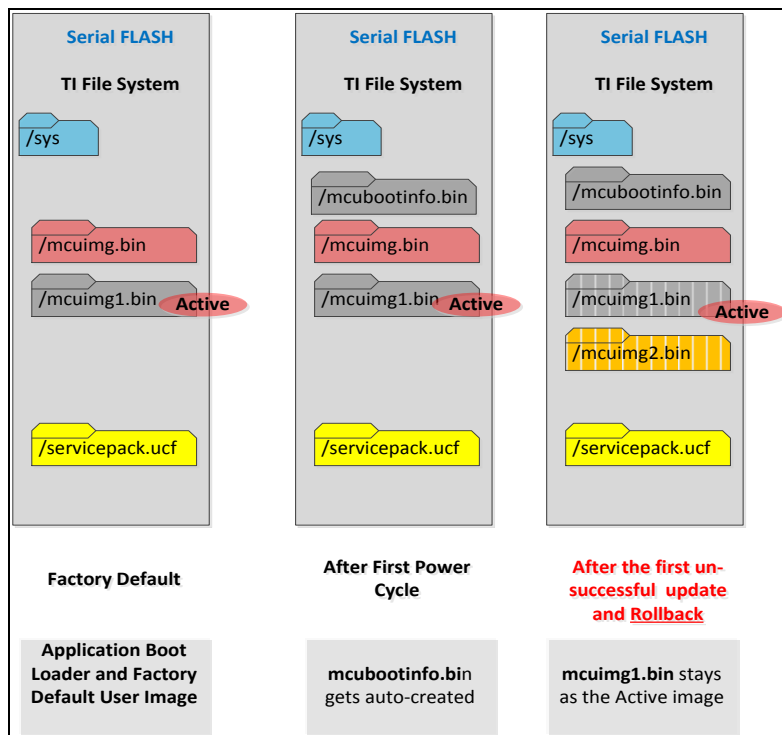 Serial FLASH
TI File System
/sys
/mcuimg.bin
/mcuimg1.bin
Active
/servicepack.ucf
Factory Default
Application Boot
Loader and Factory
Default User Image
Serial FLASH
TI File System
/sys
/mcubootinfo.bin
/mcuimg.bin
/mcuimg1.bin
Active
/servicepack.ucf
After First Power
Cycle
mcubootinfo.bin
gets auto-created
Serial FLASH
TI File System
/sys
/mcubootinfo.bin
/mcuimg.bin
/mcuimg1.bin
Active
/mcuimg2.bin
/servicepack.ucf
After the first un-
successful update
and Rollback
mcuimg1.bin stays
as the Active image